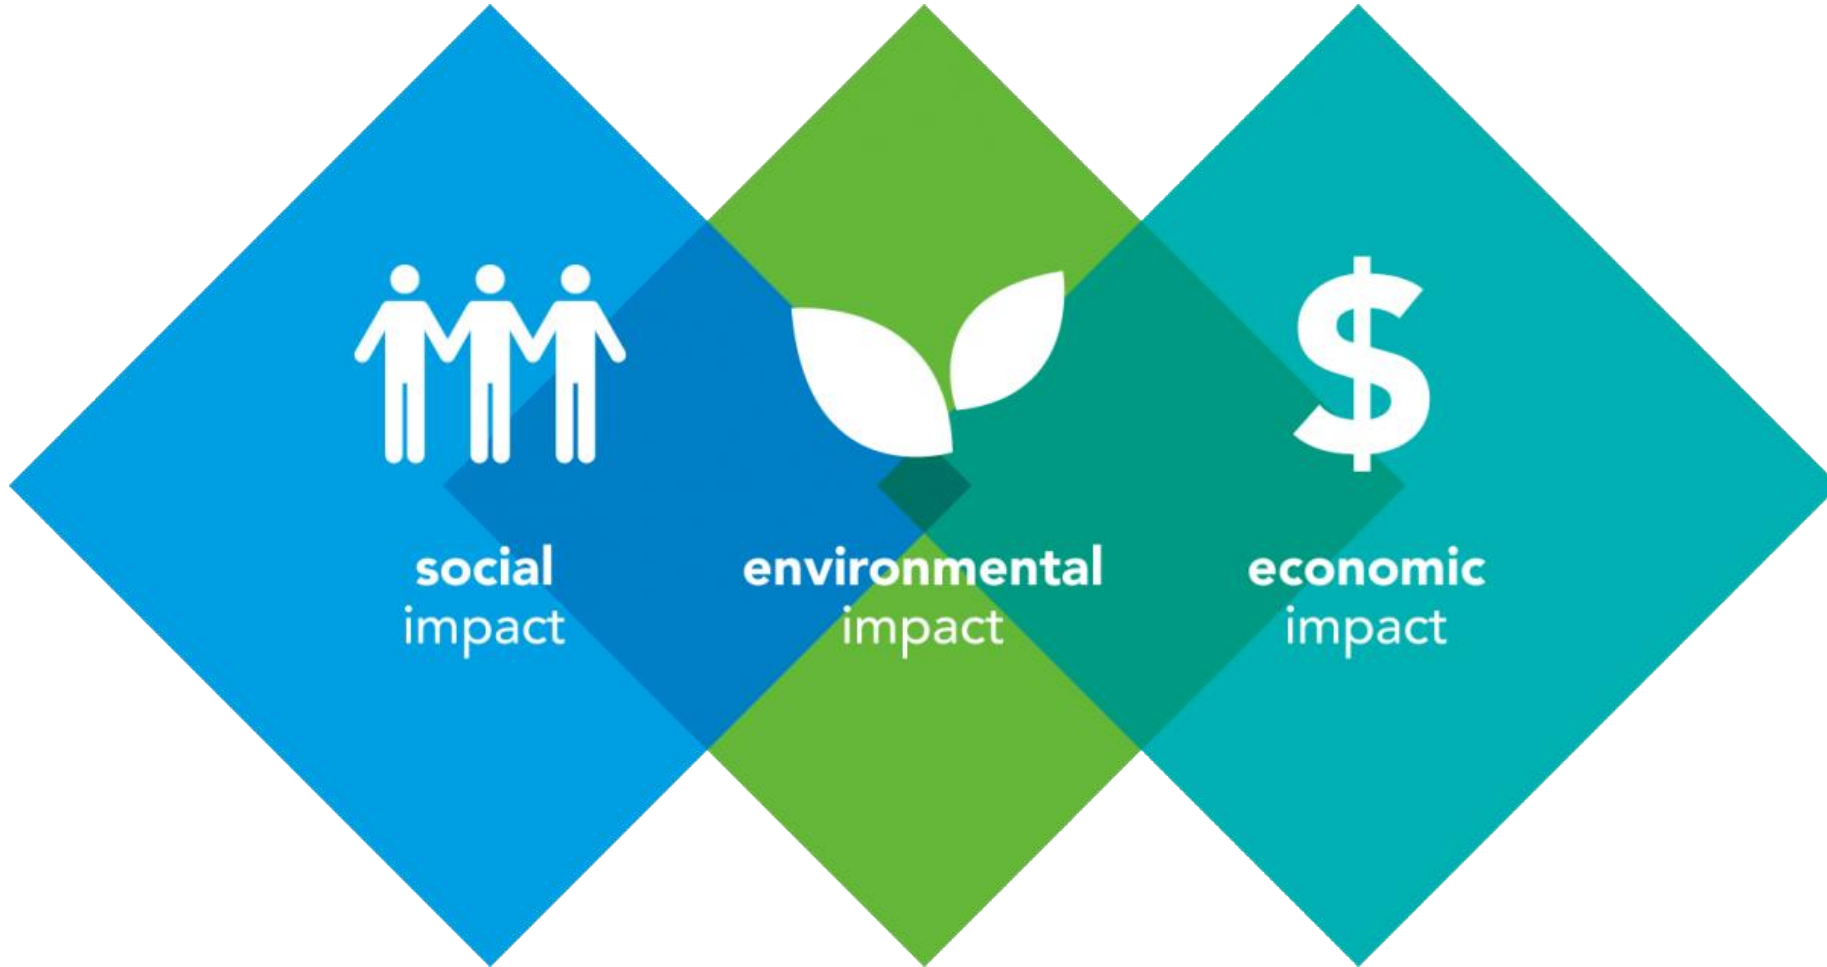 social
impact
environmental
impact
$
economic
impact